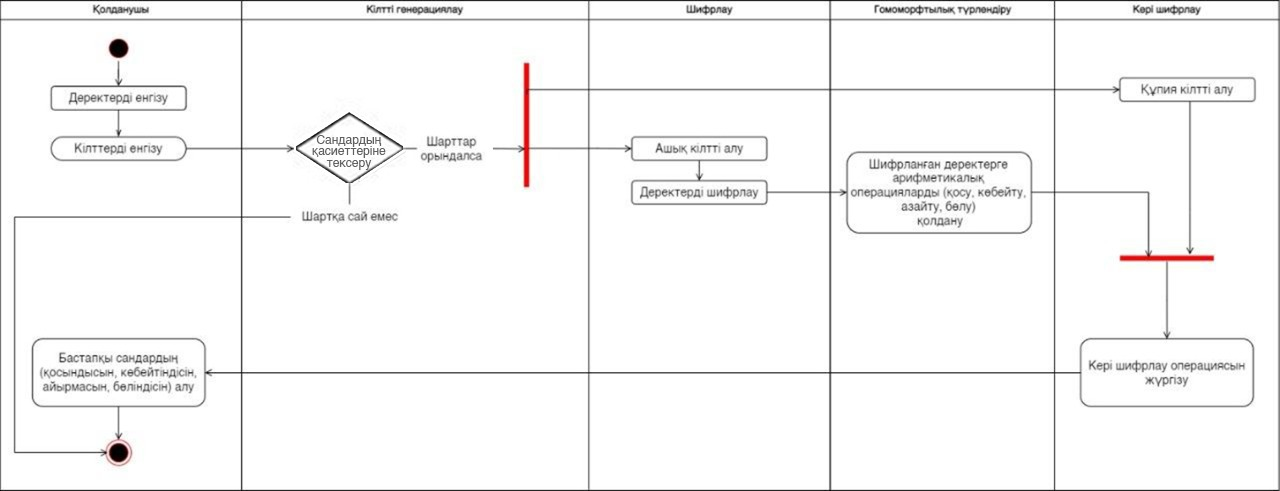 Қолданушы
Кілтті генерациялау
Шифрлау
Гомоморфтылық түрлендіру
Кері шифрлау
Деректерді енгізу
Кілттерді енгізу
Сандардың
қасиеттеріне
тексеру
Шарттар
орындалса
Шартқа сай емес
Ашық кілтті алу
Деректерді шифрлау
Шифрланған деректерге
арифметикалық
операцияларды (қосу, көбейту,
азайту, бөлу)
қолдану
Құпия кілтті алу
Кері шифрлау операциясын
жүргізу
Бастапқы сандардың
(қосындысын, көбейтіндісін,
айырмасын, бөліндісін) алу